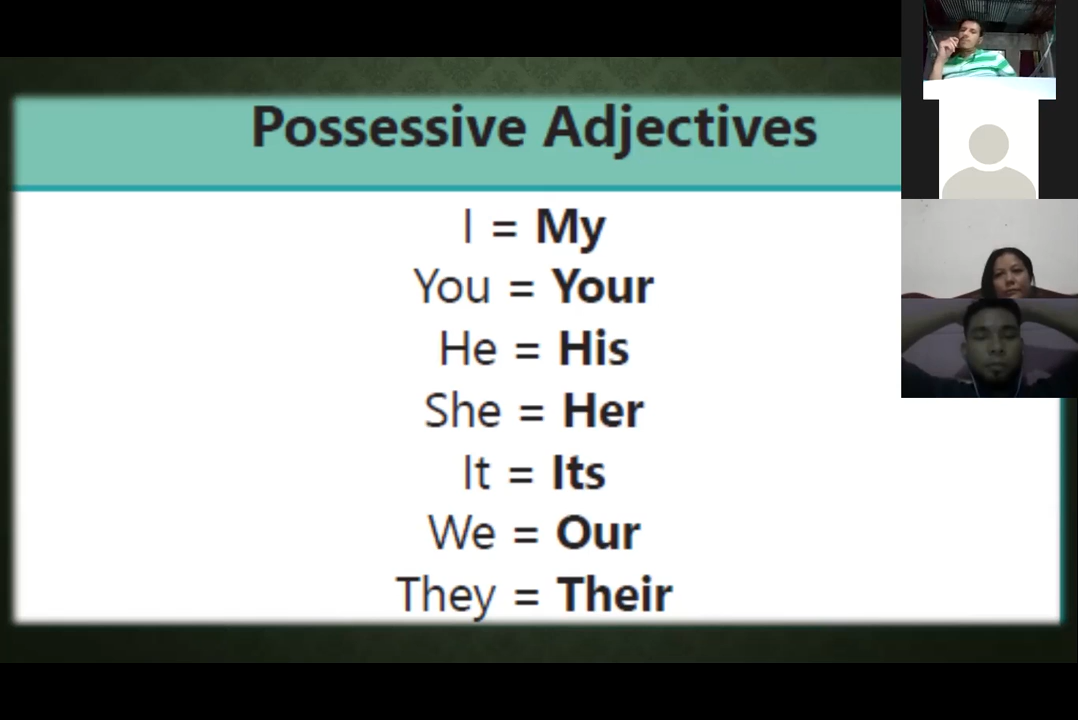 Possessive Adjectives
I = My
You = Your
He = His
She = Her
It = Its
We = Our
They = Their